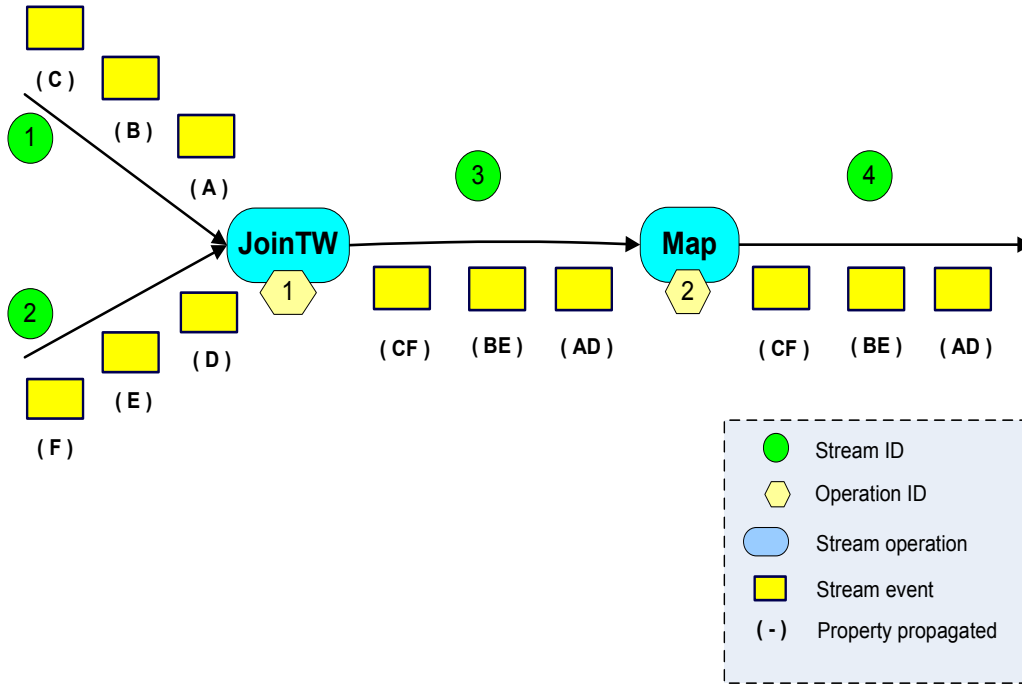 ( C )
( B )
1
( A )
3
4
JoinTW
Map
1
2
2
( D )
( E )
( F )
( CF )
( BE )
( AD )
( CF )
( BE )
( AD )
Stream ID
Operation ID
Stream operation
Stream event
( - ) Property propagated